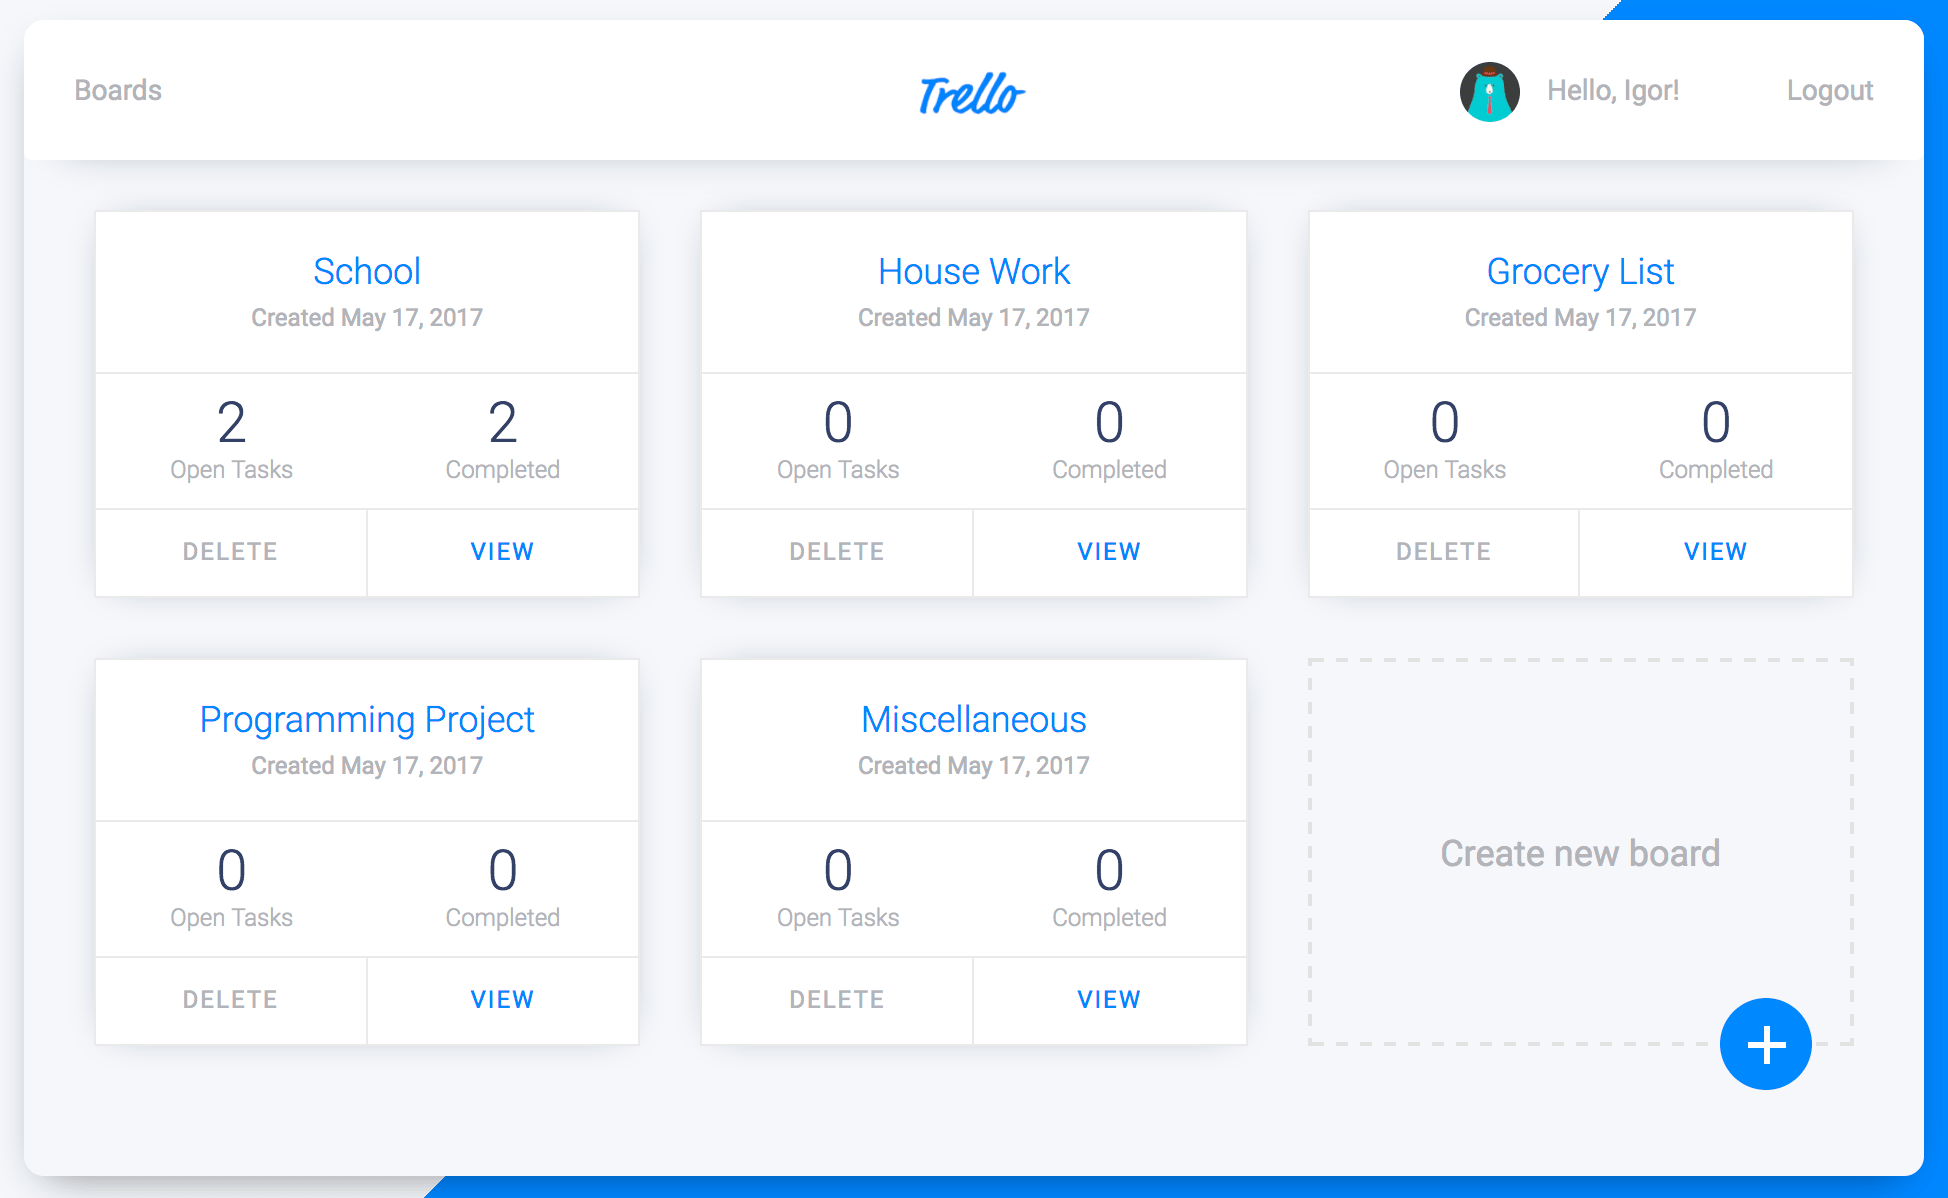 Boards
Trello
Hello, Igor!
Logout
School
Created May 17, 2017
2
Open Tasks
2
Completed
DELETE
VIEW
House Work
Created May 17, 2017
0
Open Tasks
0
Completed
DELETE
VIEW
Grocery List
Created May 17, 2017
0
Open Tasks
0
Completed
DELETE
VIEW
Programming Project
Created May 17, 2017
0
Open Tasks
0
Completed
DELETE
VIEW
Miscellaneous
Created May 17, 2017
0
Open Tasks
0
Completed
DELETE
VIEW
Create new board
+